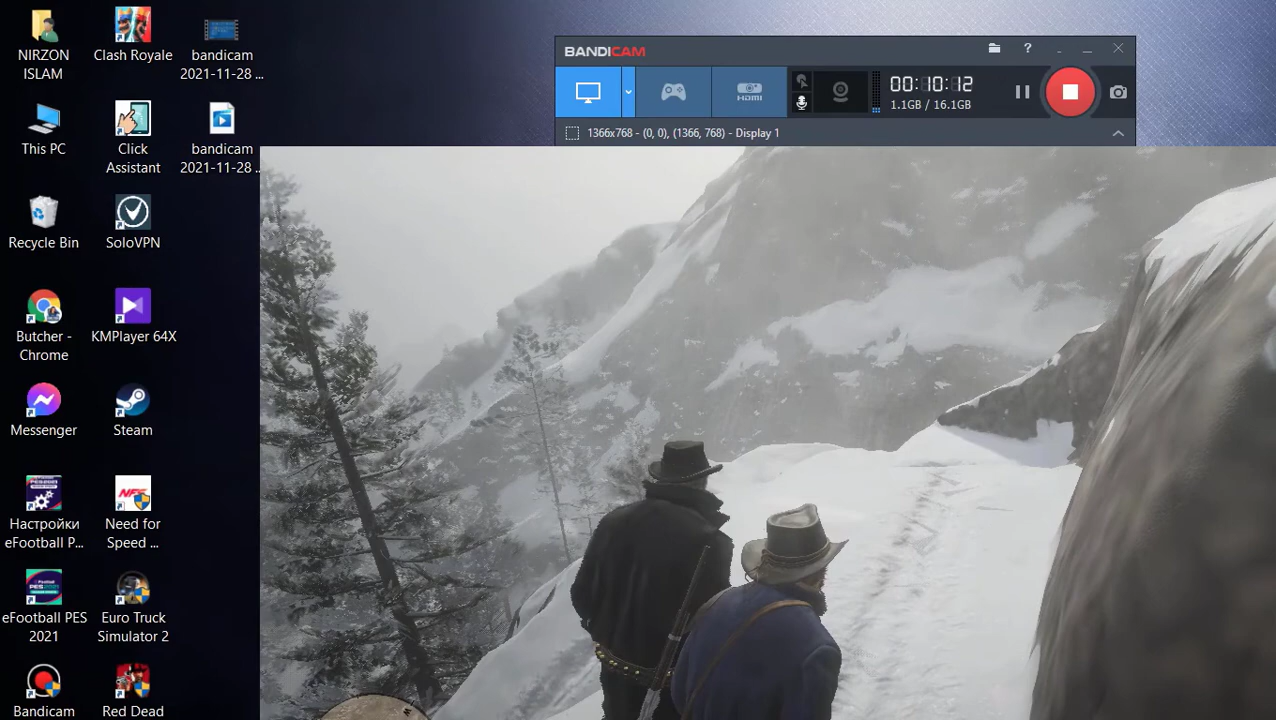 NIRZON
ISLAM
Clash Royale
bandicam
2021-11-28 ...
This PC
Click
Assistant
bandicam
2021-11-28 ...
Recycle Bin
SoloVPN
Butcher -
Chrome
KMPlayer 64X
Messenger
Steam
Настройки
eFootball P...
Need for
Speed ...
eFootball PES
2021
Euro Truck
Simulator 2
Bandicam
Red Dead
BANDICAM
?
HDMI
00:10:12
1.1GB / 16.1GB
1366x768 - (0, 0), (1366, 768) - Display 1